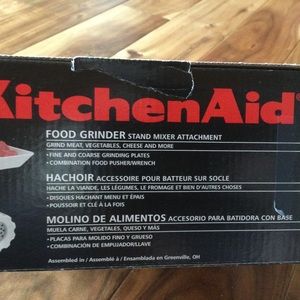 KitchenAid®
FOOD GRINDER STAND MIXER ATTACHMENT
GRIND MEAT, VEGETABLES, CHEESE AND MORE
• FINE AND COARSE GRINDING PLATES
• COMBINATION FOOD PUSHER/WRENCH
HACHOIR ACCESSOIRE POUR BATTEUR SUR SOCLE
HACHE LA VIANDE, LES LÉGUMES, LE FROMAGE ET BIEN D'AUTRES CHOSES
• DISQUES HACHANT MENU ET ÉPAIS
• POUSSOIR ET CLÉ À LA FOIS
MOLINO DE ALIMENTOS ACCESORIO PARA BATIDORA CON BASE
MUELA CARNE, VEGETALES, QUESO Y MÁS
• PLACAS PARA MOLIDO FINO Y GRUESO
• COMBINACIÓN DE EMPUJADOR/LLAVE
Assembled in / Assemblé à / Ensamblada en Greenville, OH